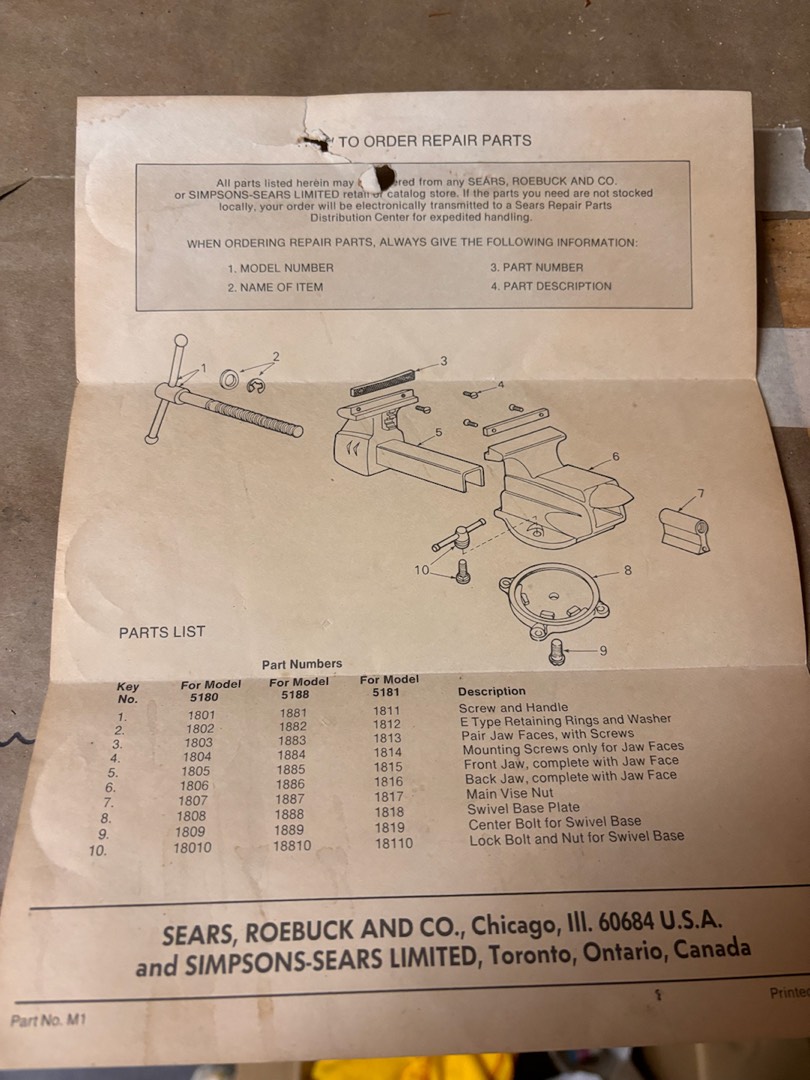 TO ORDER REPAIR PARTS
All parts listed herein may ered from any SEARS, ROEBUCK AND CO.
or SIMPSONS-SEARS LIMITED retail or catalog store. If the parts you need are not stocked
locally, your order will be electronically transmitted to a Sears Repair Parts
Distribution Center for expedited handling.
WHEN ORDERING REPAIR PARTS, ALWAYS GIVE THE FOLLOWING INFORMATION:
1. MODEL NUMBER 3. PART NUMBER
2. NAME OF ITEM 4. PART DESCRIPTION
1
2
3
4
5
6
7
10
8
9
PARTS LIST
Part Numbers
Key No. For Model 5180 For Model 5188 For Model 5181 Description
1. 1801 1881 1811 Screw and Handle
2. 1802 1882 1812 E Type Retaining Rings and Washer
3. 1803 1883 1813 Pair Jaw Faces, with Screws
4. 1804 1884 1814 Mounting Screws only for Jaw Faces
5. 1805 1885 1815 Front Jaw, complete with Jaw Face
6. 1806 1886 1816 Back Jaw, complete with Jaw Face
7. 1807 1887 1817 Main Vise Nut
8. 1808 1888 1818 Swivel Base Plate
9. 1809 1889 1819 Center Bolt for Swivel Base
10. 18010 18810 18110 Lock Bolt and Nut for Swivel Base
SEARS, ROEBUCK AND CO., Chicago, Ill. 60684 U.S.A.
and SIMPSONS-SEARS LIMITED, Toronto, Ontario, Canada
Part No. M1 Printed